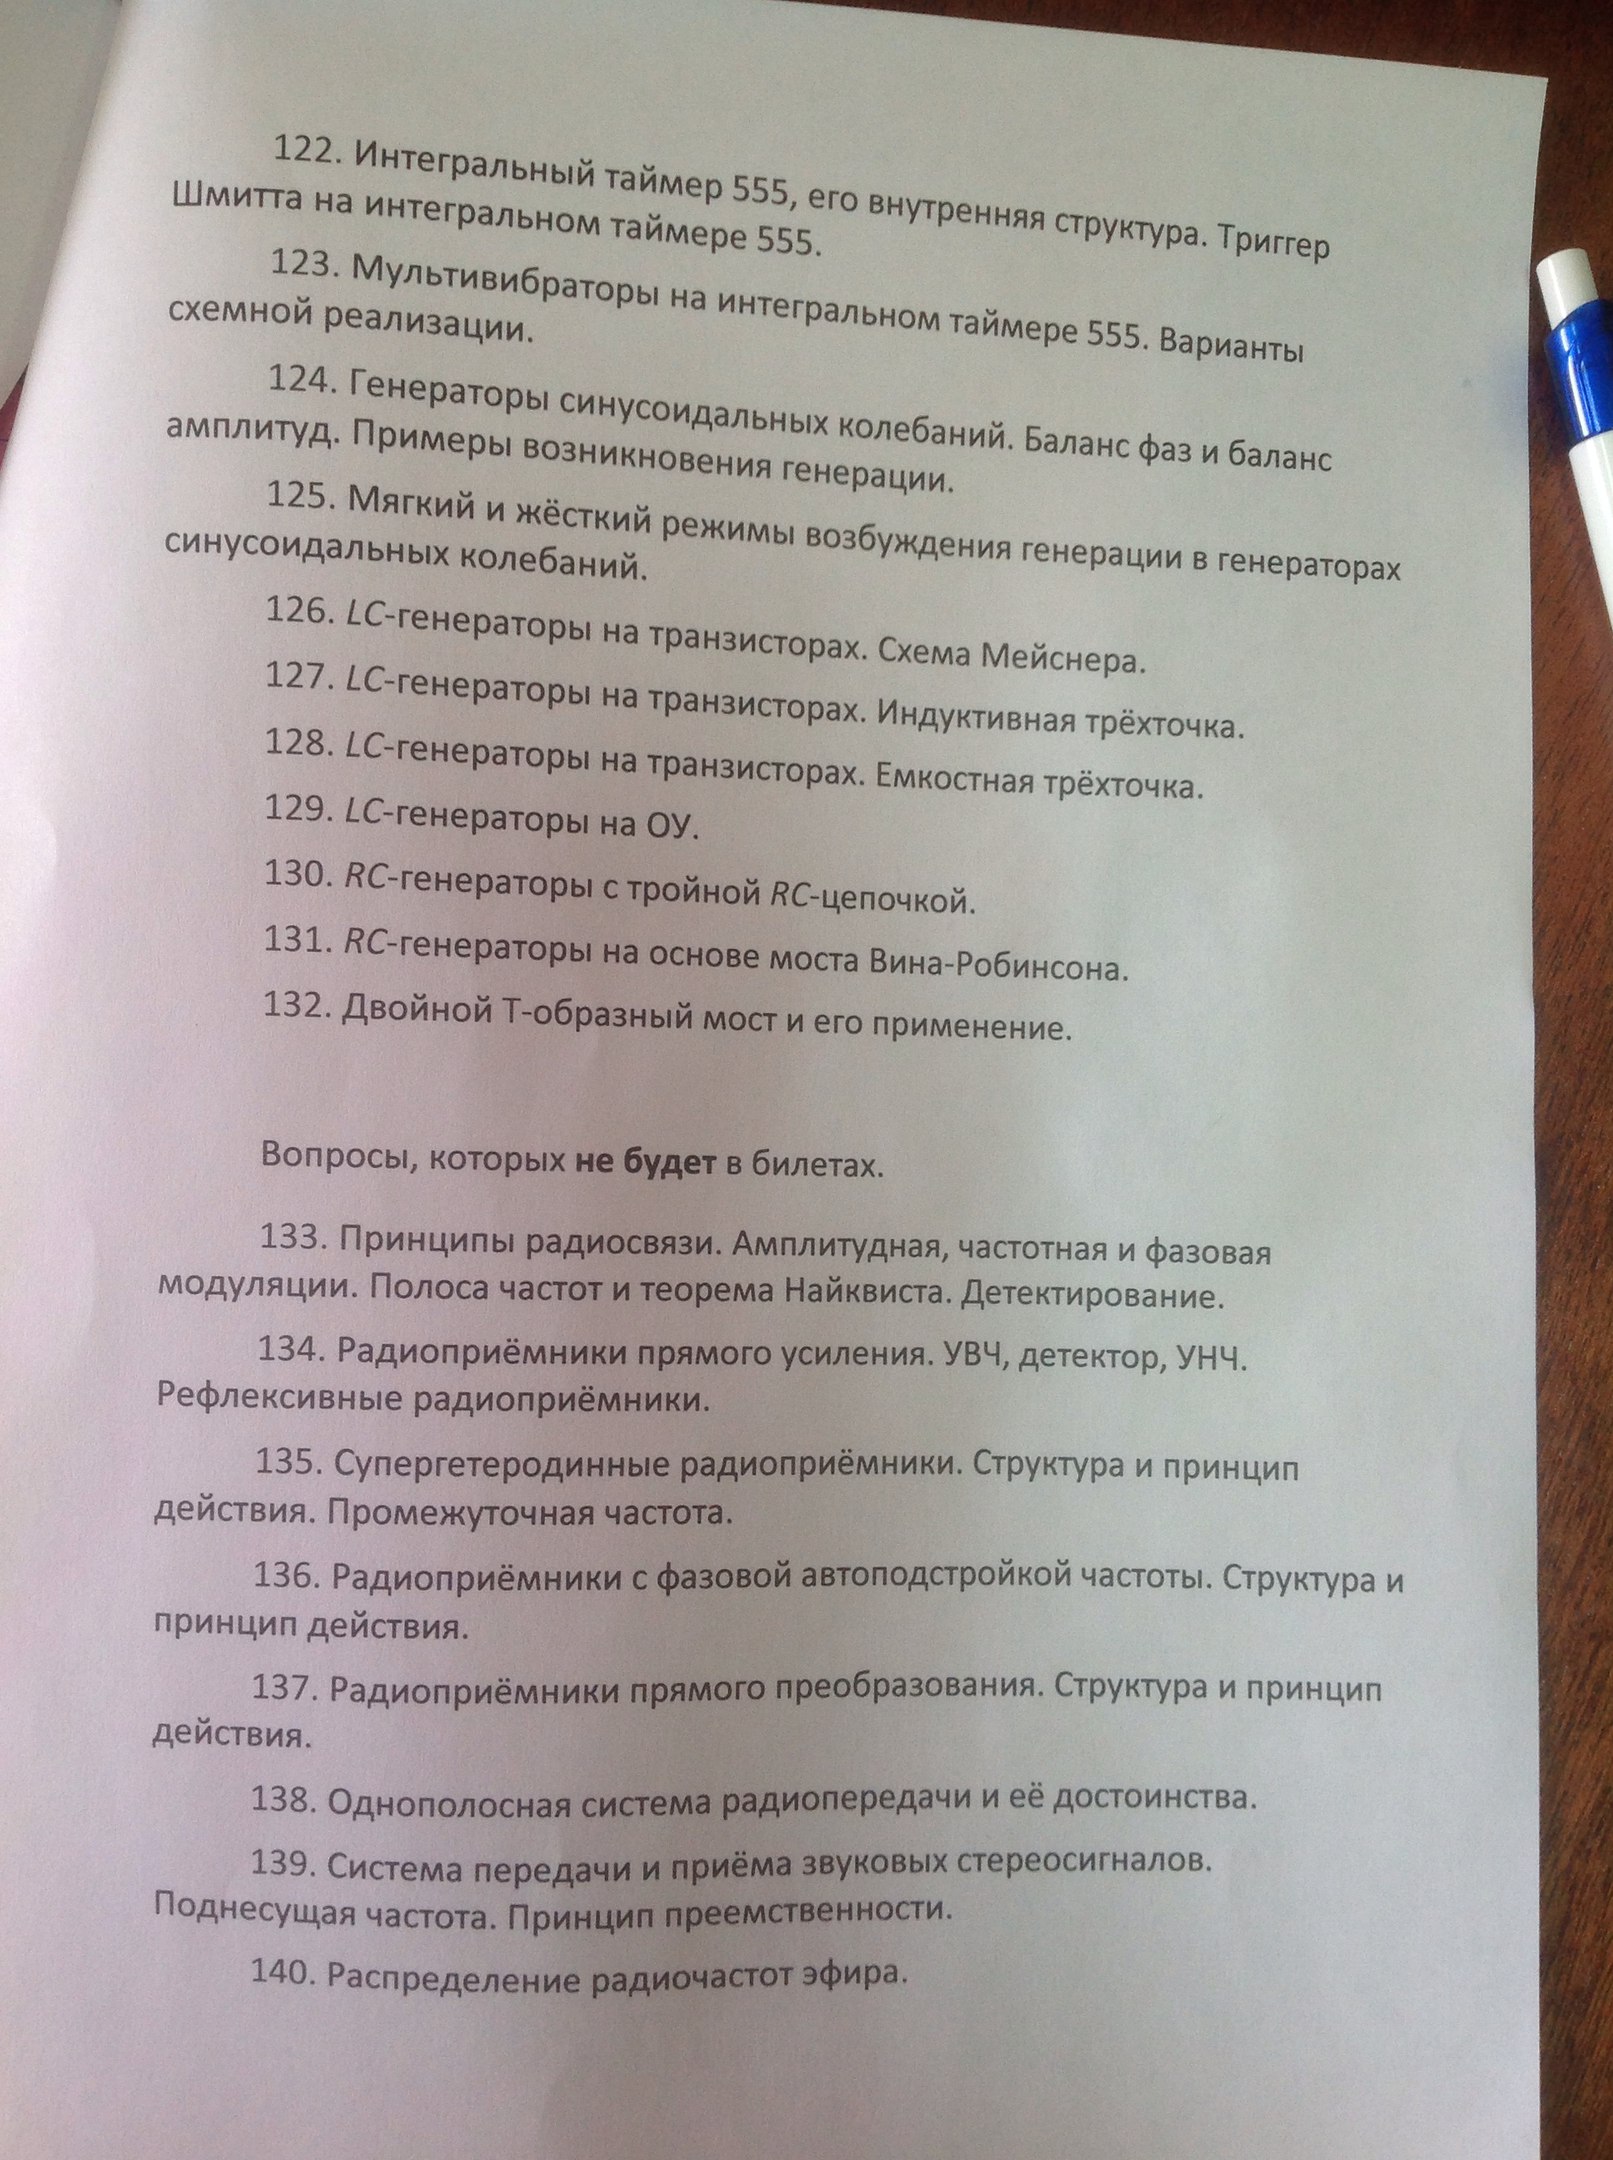 122. Интегральный таймер 555, его внутренняя структура. Триггер
Шмитта на интегральном таймере 555.
123. Мультивибраторы на интегральном таймере 555. Варианты
схемной реализации.
124. Генераторы синусоидальных колебаний. Баланс фаз и баланс
амплитуд. Примеры возникновения генерации.
125. Мягкий и жёсткий режимы возбуждения генерации в генераторах
синусоидальных колебаний.
126. LC-генераторы на транзисторах. Схема Мейснера.
127. LC-генераторы на транзисторах. Индуктивная трёхточка.
128. LC-генераторы на транзисторах. Емкостная трёхточка.
129. LC-генераторы на ОУ.
130. RC-генераторы с тройной RC-цепочкой.
131. RC-генераторы на основе моста Вина-Робинсона.
132. Двойной Т-образный мост и его применение.
Вопросы, которых не будет в билетах.
133. Принципы радиосвязи. Амплитудная, частотная и фазовая
модуляции. Полоса частот и теорема Найквиста. Детектирование.
134. Радиоприёмники прямого усиления. УВЧ, детектор, УНЧ.
Рефлексивные радиоприёмники.
135. Супергетеродинные радиоприёмники. Структура и принцип
действия. Промежуточная частота.
136. Радиоприёмники с фазовой автоподстройкой частоты. Структура и
принцип действия.
137. Радиоприёмники прямого преобразования. Структура и принцип
действия.
138. Однополосная система радиопередачи и её достоинства.
139. Система передачи и приёма звуковых стереосигналов.
Поднесущая частота. Принцип преемственности.
140. Распределение радиочастот эфира.